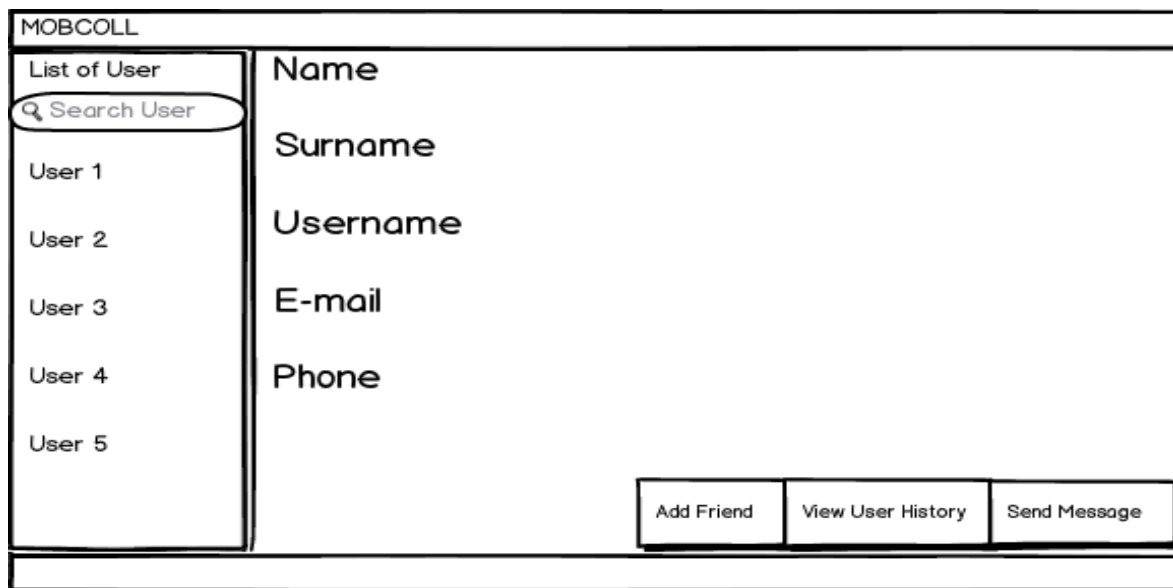 MOBCOLL
List of User
Search User
User 1
User 2
User 3
User 4
User 5
Name
Surname
Username
E-mail
Phone
Add Friend
View User History
Send Message